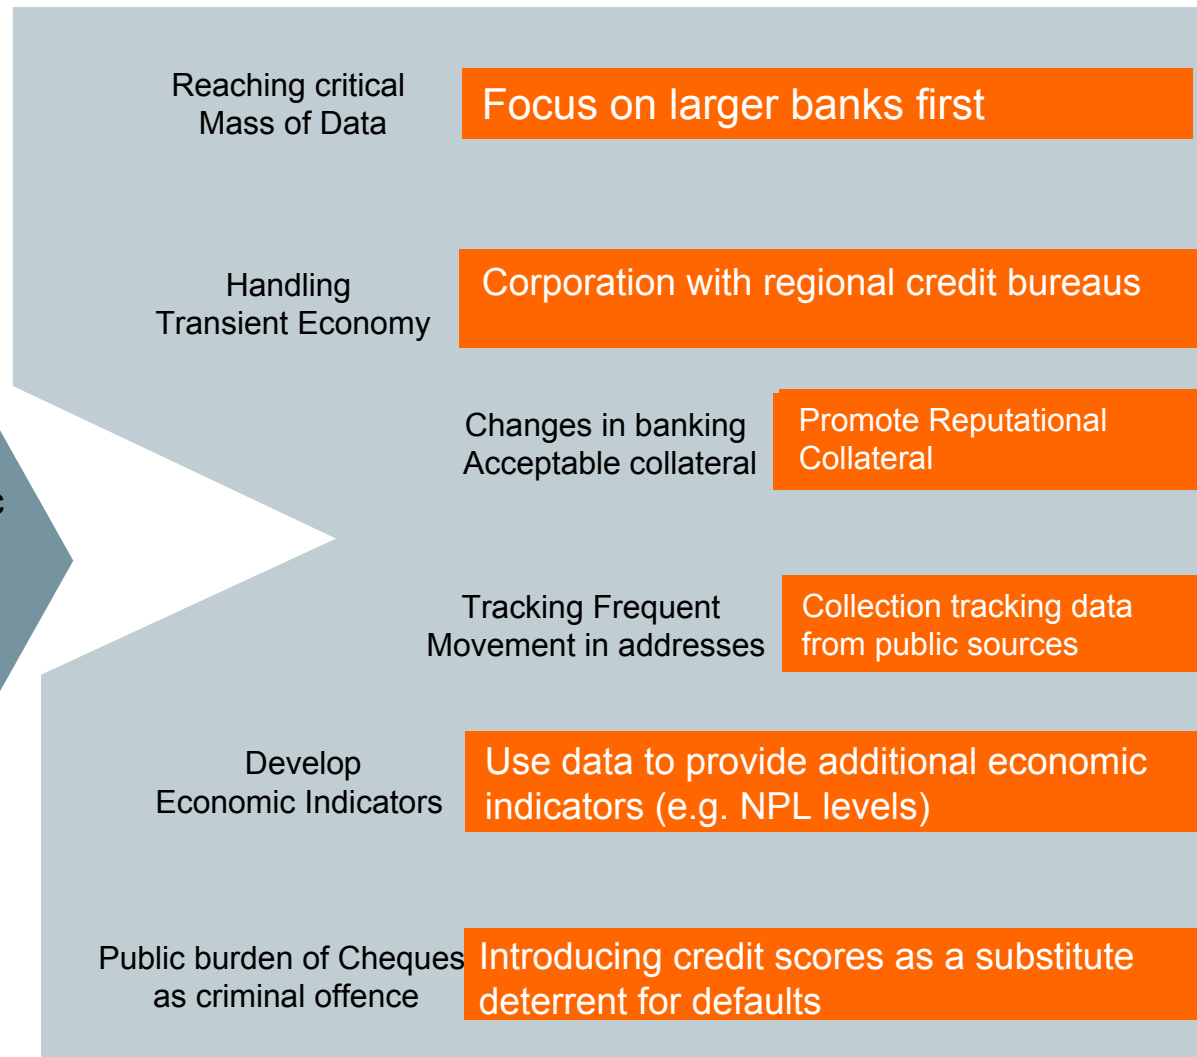 Reaching critical
Mass of Data
Focus on larger banks first
Handling
Transient Economy
Corporation with regional credit bureaus
Changes in banking
Acceptable collateral
Promote Reputational
Collateral
Tracking Frequent
Movement in addresses
Collection tracking data
from public sources
Develop
Economic Indicators
Use data to provide additional economic
indicators (e.g. NPL levels)
Public burden of Cheques
as criminal offence
Introducing credit scores as a substitute
deterrent for defaults